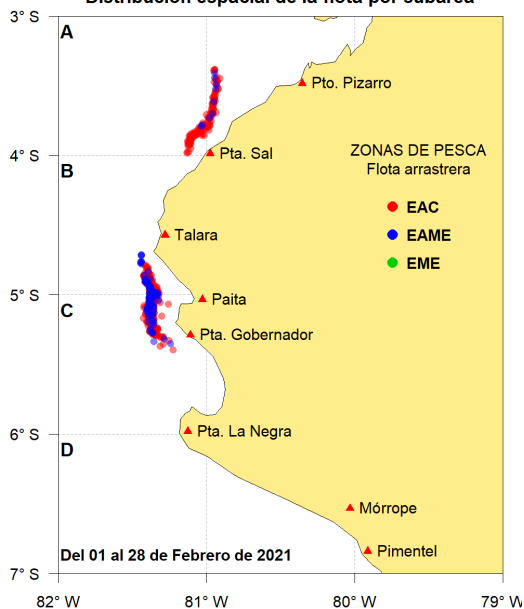 Distribución espacial de la flota por subárea
3° S
A
Pto. Pizarro
4° S
Pta. Sal
B
ZONAS DE PESCA
Flota arrastrera
EAC
Talara
EAME
EME
5° S
Paita
C
Pta. Gobernador
6° S
Pta. La Negra
D
Mórrope
Del 01 al 28 de Febrero de 2021
Pimentel
7° S
82° W
81° W
80° W
79° W